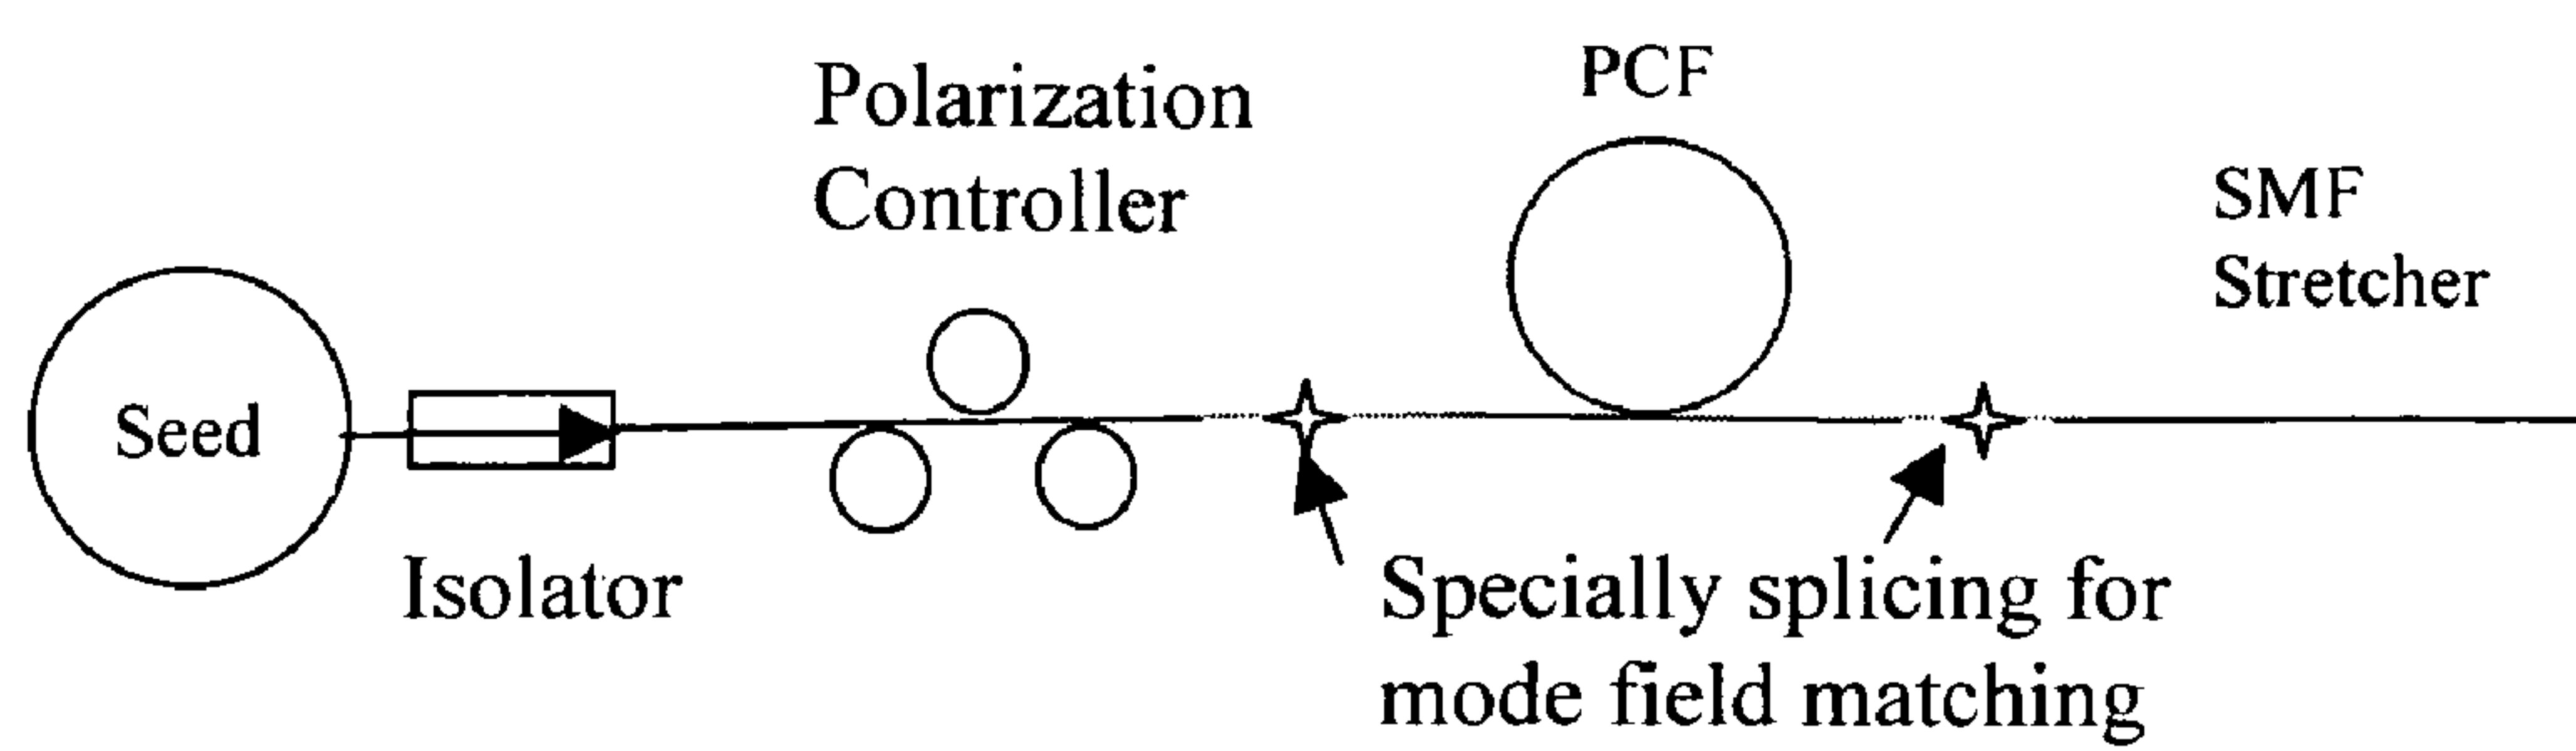 Polarization
Controller
PCF
SMF
Stretcher
Seed
Isolator
Specially splicing for
mode field matching